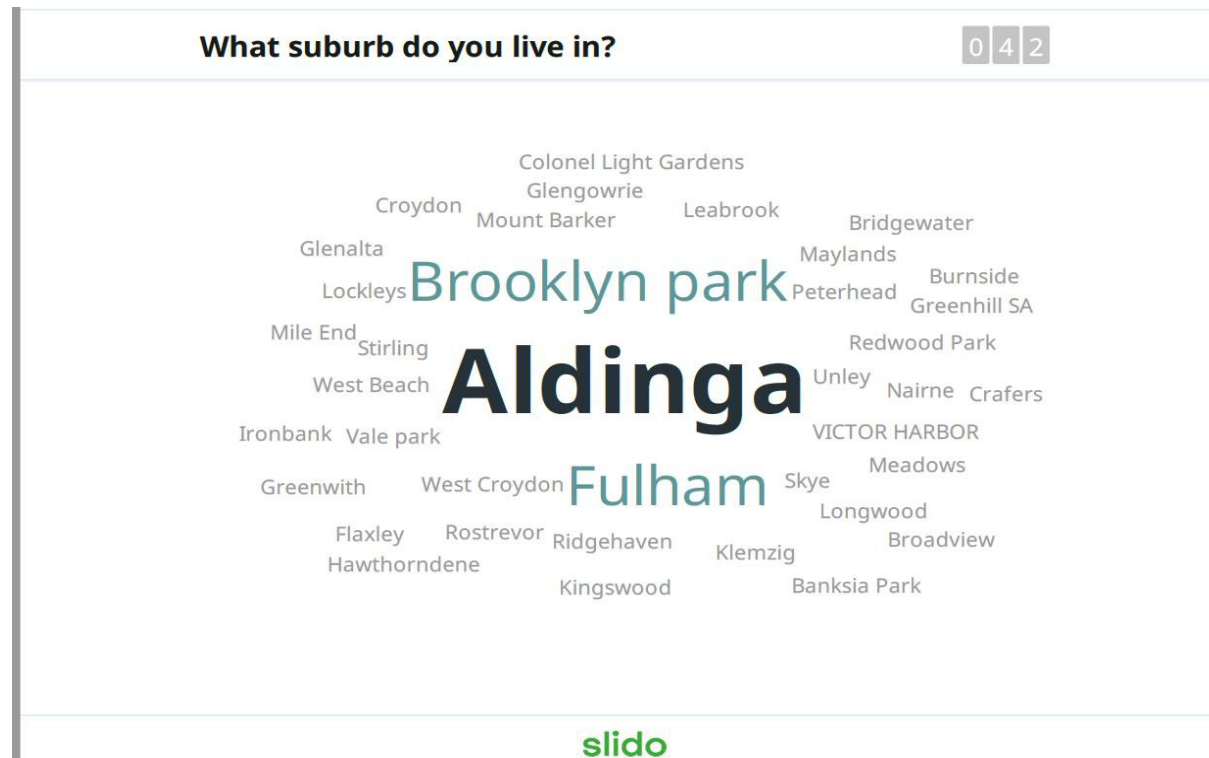 What suburb do you live in?
042
Colonel Light Gardens
Glengowrie
Croydon
Mount Barker
Leabrook
Bridgewater
Glenalta
Maylands
Brooklyn park
Lockleys
Peterhead
Burnside
Greenhill SA
Mile End
Stirling
Redwood Park
Aldinga
West Beach
Unley
Nairne
Crafers
Ironbank
Vale park
VICTOR HARBOR
Meadows
Greenwith
West Croydon
Fulham
Skye
Longwood
Flaxley
Rostrevor
Ridgehaven
Klemzig
Broadview
Hawthorndene
Kingswood
Banksia Park
slido